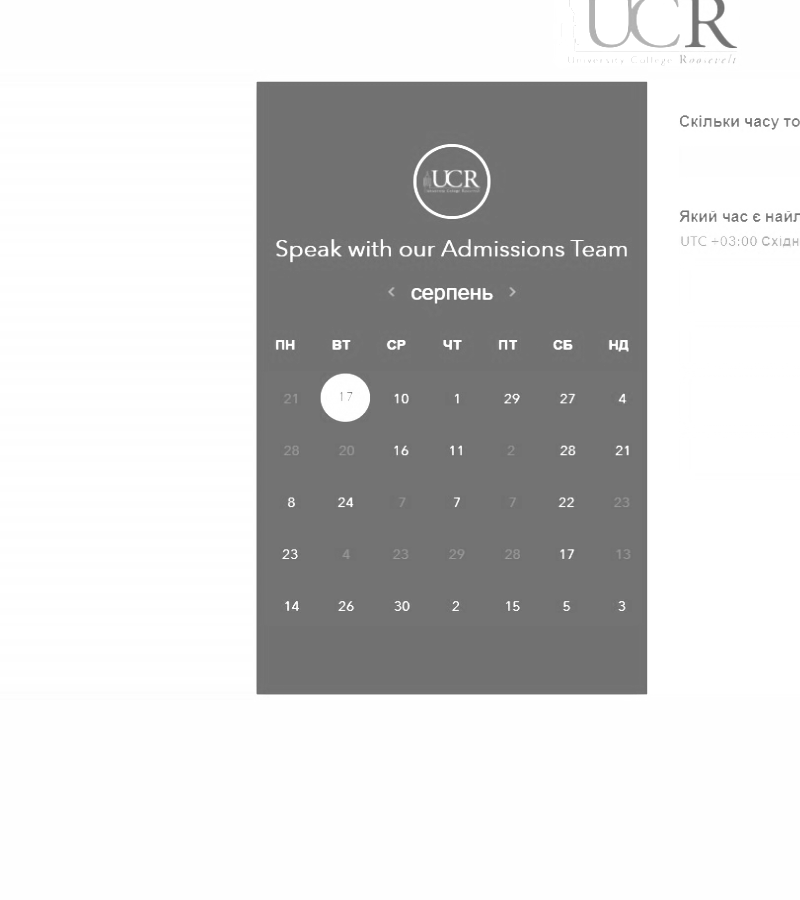 UCR
University College Roosevelt
UCR
Speak with our Admissions Team
< серпень >
ПН ВТ СР ЧТ ПТ СБ НД
21 17 10 1 29 27 4
28 20 16 11 2 28 21
8 24 7 7 7 22 23
23 4 23 29 28 17 13
14 26 30 2 15 5 3
Скільки часу то
Який час є найл
UTC +03:00 Східн